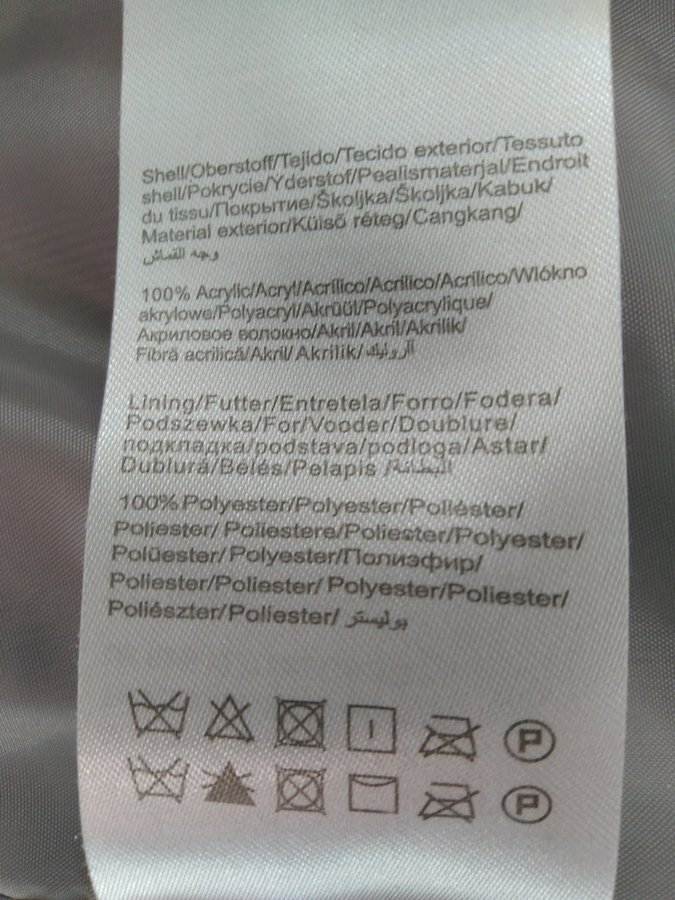 Shell/Oberstoff/Tejido/Tecido exterior/Tessuto
shell/Pokrycie/Yderstof/Pealismaterjal/Endroit
du tissu/Покрытие/Školjka/Školjka/Kabuk/
Material exterior/Külső réteg/Cangkang/
وجه القماش
100% Acrylic/Acryl/Acrílico/Acrílico/Acrilico/Wlókno
akrylowe/Polyacryl/Akrüül/Polyacrylique/
Акриловое волокно/Akril/Akril/Akrilik/
Fibră acrilică/Akril/ Akrilik/
Lining/Futter/Entretela/Forro/Fodera/
Podszewka/For/Vooder/Doublure/
подкладка/podstava/podloga/Astar/
Dublură/Bélés/Pelapis /البطانة
100% Polyester/Polyester/Poliéster/
Poliester/ Poliestere/Poliester/Polyester/
Polüester/ Polyester/Полиэфир/
Poliester/Poliester/ Polyester/Poliester/
Poliészter/Poliester/ بوليستر
P
P